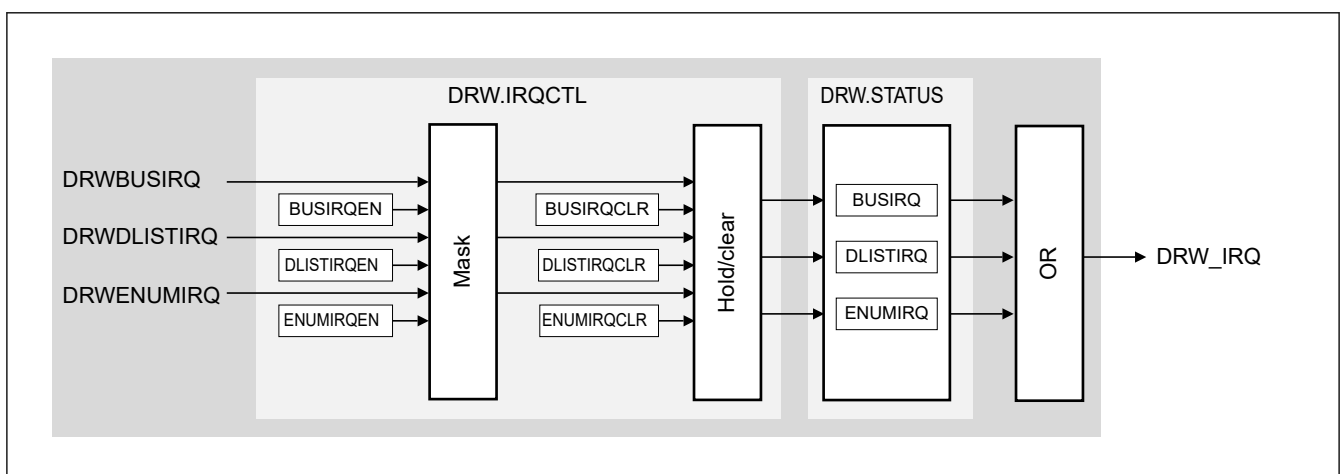 DRW.IRQCTL
DRW.STATUS
DRWBUSIRQ
BUSIRQEN
BUSIRQCLR
BUSIRQ
DRWDLISTIRQ
DLISTIRQEN
DLISTIRQCLR
DLISTIRQ
DRWENUMIRQ
ENUMIRQEN
ENUMIRQCLR
ENUMIRQ
Mask
Hold/clear
OR
DRW_IRQ